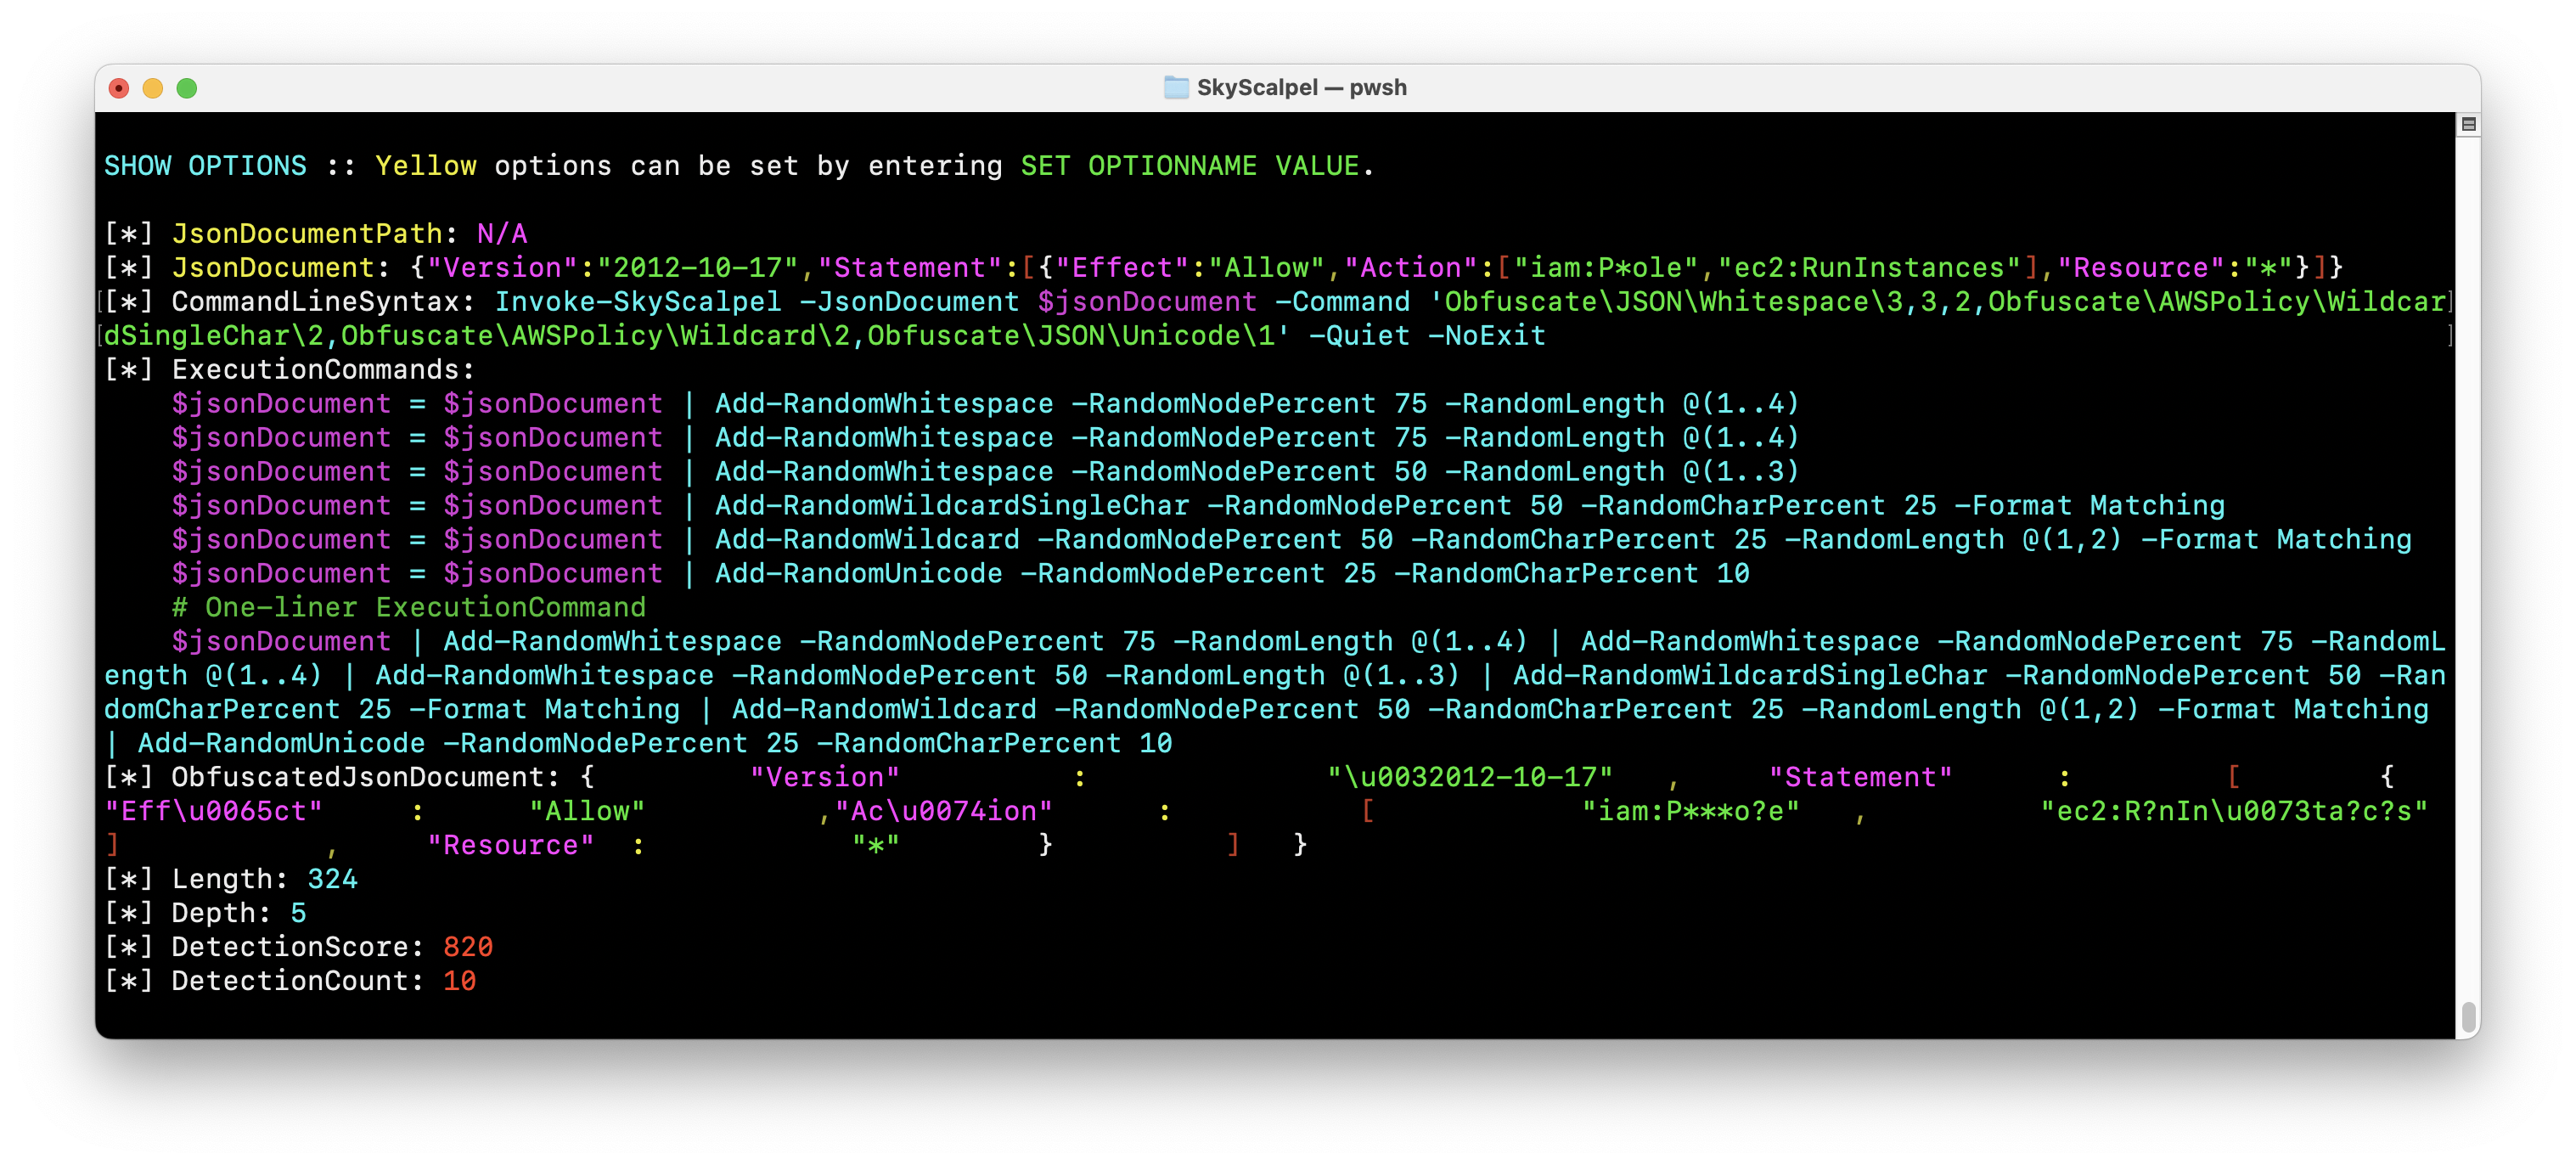 SkyScalpel — pwsh
SHOW OPTIONS :: Yellow options can be set by entering SET OPTIONNAME VALUE.
[*] JsonDocumentPath: N/A
[*] JsonDocument: {"Version":"2012-10-17","Statement":[{"Effect":"Allow","Action":["iam:P*ole","ec2:RunInstances"],"Resource":"*"}]}
[*] CommandLineSyntax: Invoke-SkyScalpel -JsonDocument $jsonDocument -Command 'Obfuscate\JSON\Whitespace\3,3,2,Obfuscate\AWSPolicy\Wildcar
dSingleChar\2,Obfuscate\AWSPolicy\Wildcard\2,Obfuscate\JSON\Unicode\1' -Quiet -NoExit
[*] ExecutionCommands:
$jsonDocument = $jsonDocument | Add-RandomWhitespace -RandomNodePercent 75 -RandomLength @(1..4)
$jsonDocument = $jsonDocument | Add-RandomWhitespace -RandomNodePercent 75 -RandomLength @(1..4)
$jsonDocument = $jsonDocument | Add-RandomWhitespace -RandomNodePercent 50 -RandomLength @(1..3)
$jsonDocument = $jsonDocument | Add-RandomWildcardSingleChar -RandomNodePercent 50 -RandomCharPercent 25 -Format Matching
$jsonDocument = $jsonDocument | Add-RandomWildcard -RandomNodePercent 50 -RandomCharPercent 25 -RandomLength @(1,2) -Format Matching
$jsonDocument = $jsonDocument | Add-RandomUnicode -RandomNodePercent 25 -RandomCharPercent 10
# One-liner ExecutionCommand
$jsonDocument | Add-RandomWhitespace -RandomNodePercent 75 -RandomLength @(1..4) | Add-RandomWhitespace -RandomNodePercent 75 -RandomL
ength @(1..4) | Add-RandomWhitespace -RandomNodePercent 50 -RandomLength @(1..3) | Add-RandomWildcardSingleChar -RandomNodePercent 50 -Ran
domCharPercent 25 -Format Matching | Add-RandomWildcard -RandomNodePercent 50 -RandomCharPercent 25 -RandomLength @(1,2) -Format Matching
| Add-RandomUnicode -RandomNodePercent 25 -RandomCharPercent 10
[*] ObfuscatedJsonDocument: {         "Version"          :              "\u0032012-10-17"   ,     "Statement"      :         [        {
"Eff\u0065ct"     :      "Allow"          ,"Ac\u0074ion"      :           [            "iam:P***o?e"   ,          "ec2:R?nIn\u0073ta?c?s"
]            ,     "Resource"  :            "*"        }          ]   }
[*] Length: 324
[*] Depth: 5
[*] DetectionScore: 820
[*] DetectionCount: 10